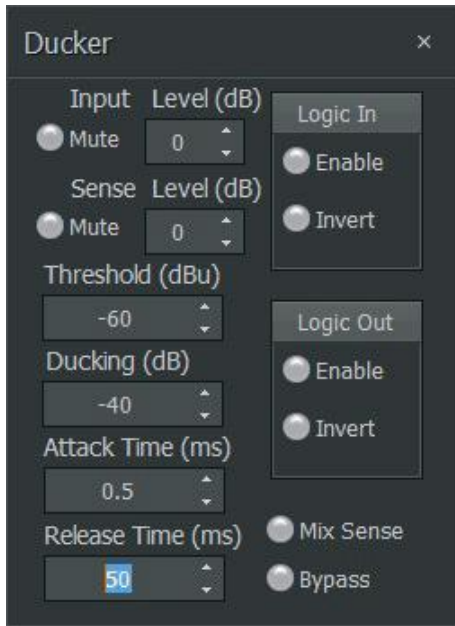 Ducker ×
Input Level (dB)
Mute 0
Sense Level (dB)
Mute 0
Threshold (dBu)
-60
Ducking (dB)
-40
Attack Time (ms)
0.5
Release Time (ms)
50
Logic In
Enable
Invert
Logic Out
Enable
Invert
Mix Sense
Bypass